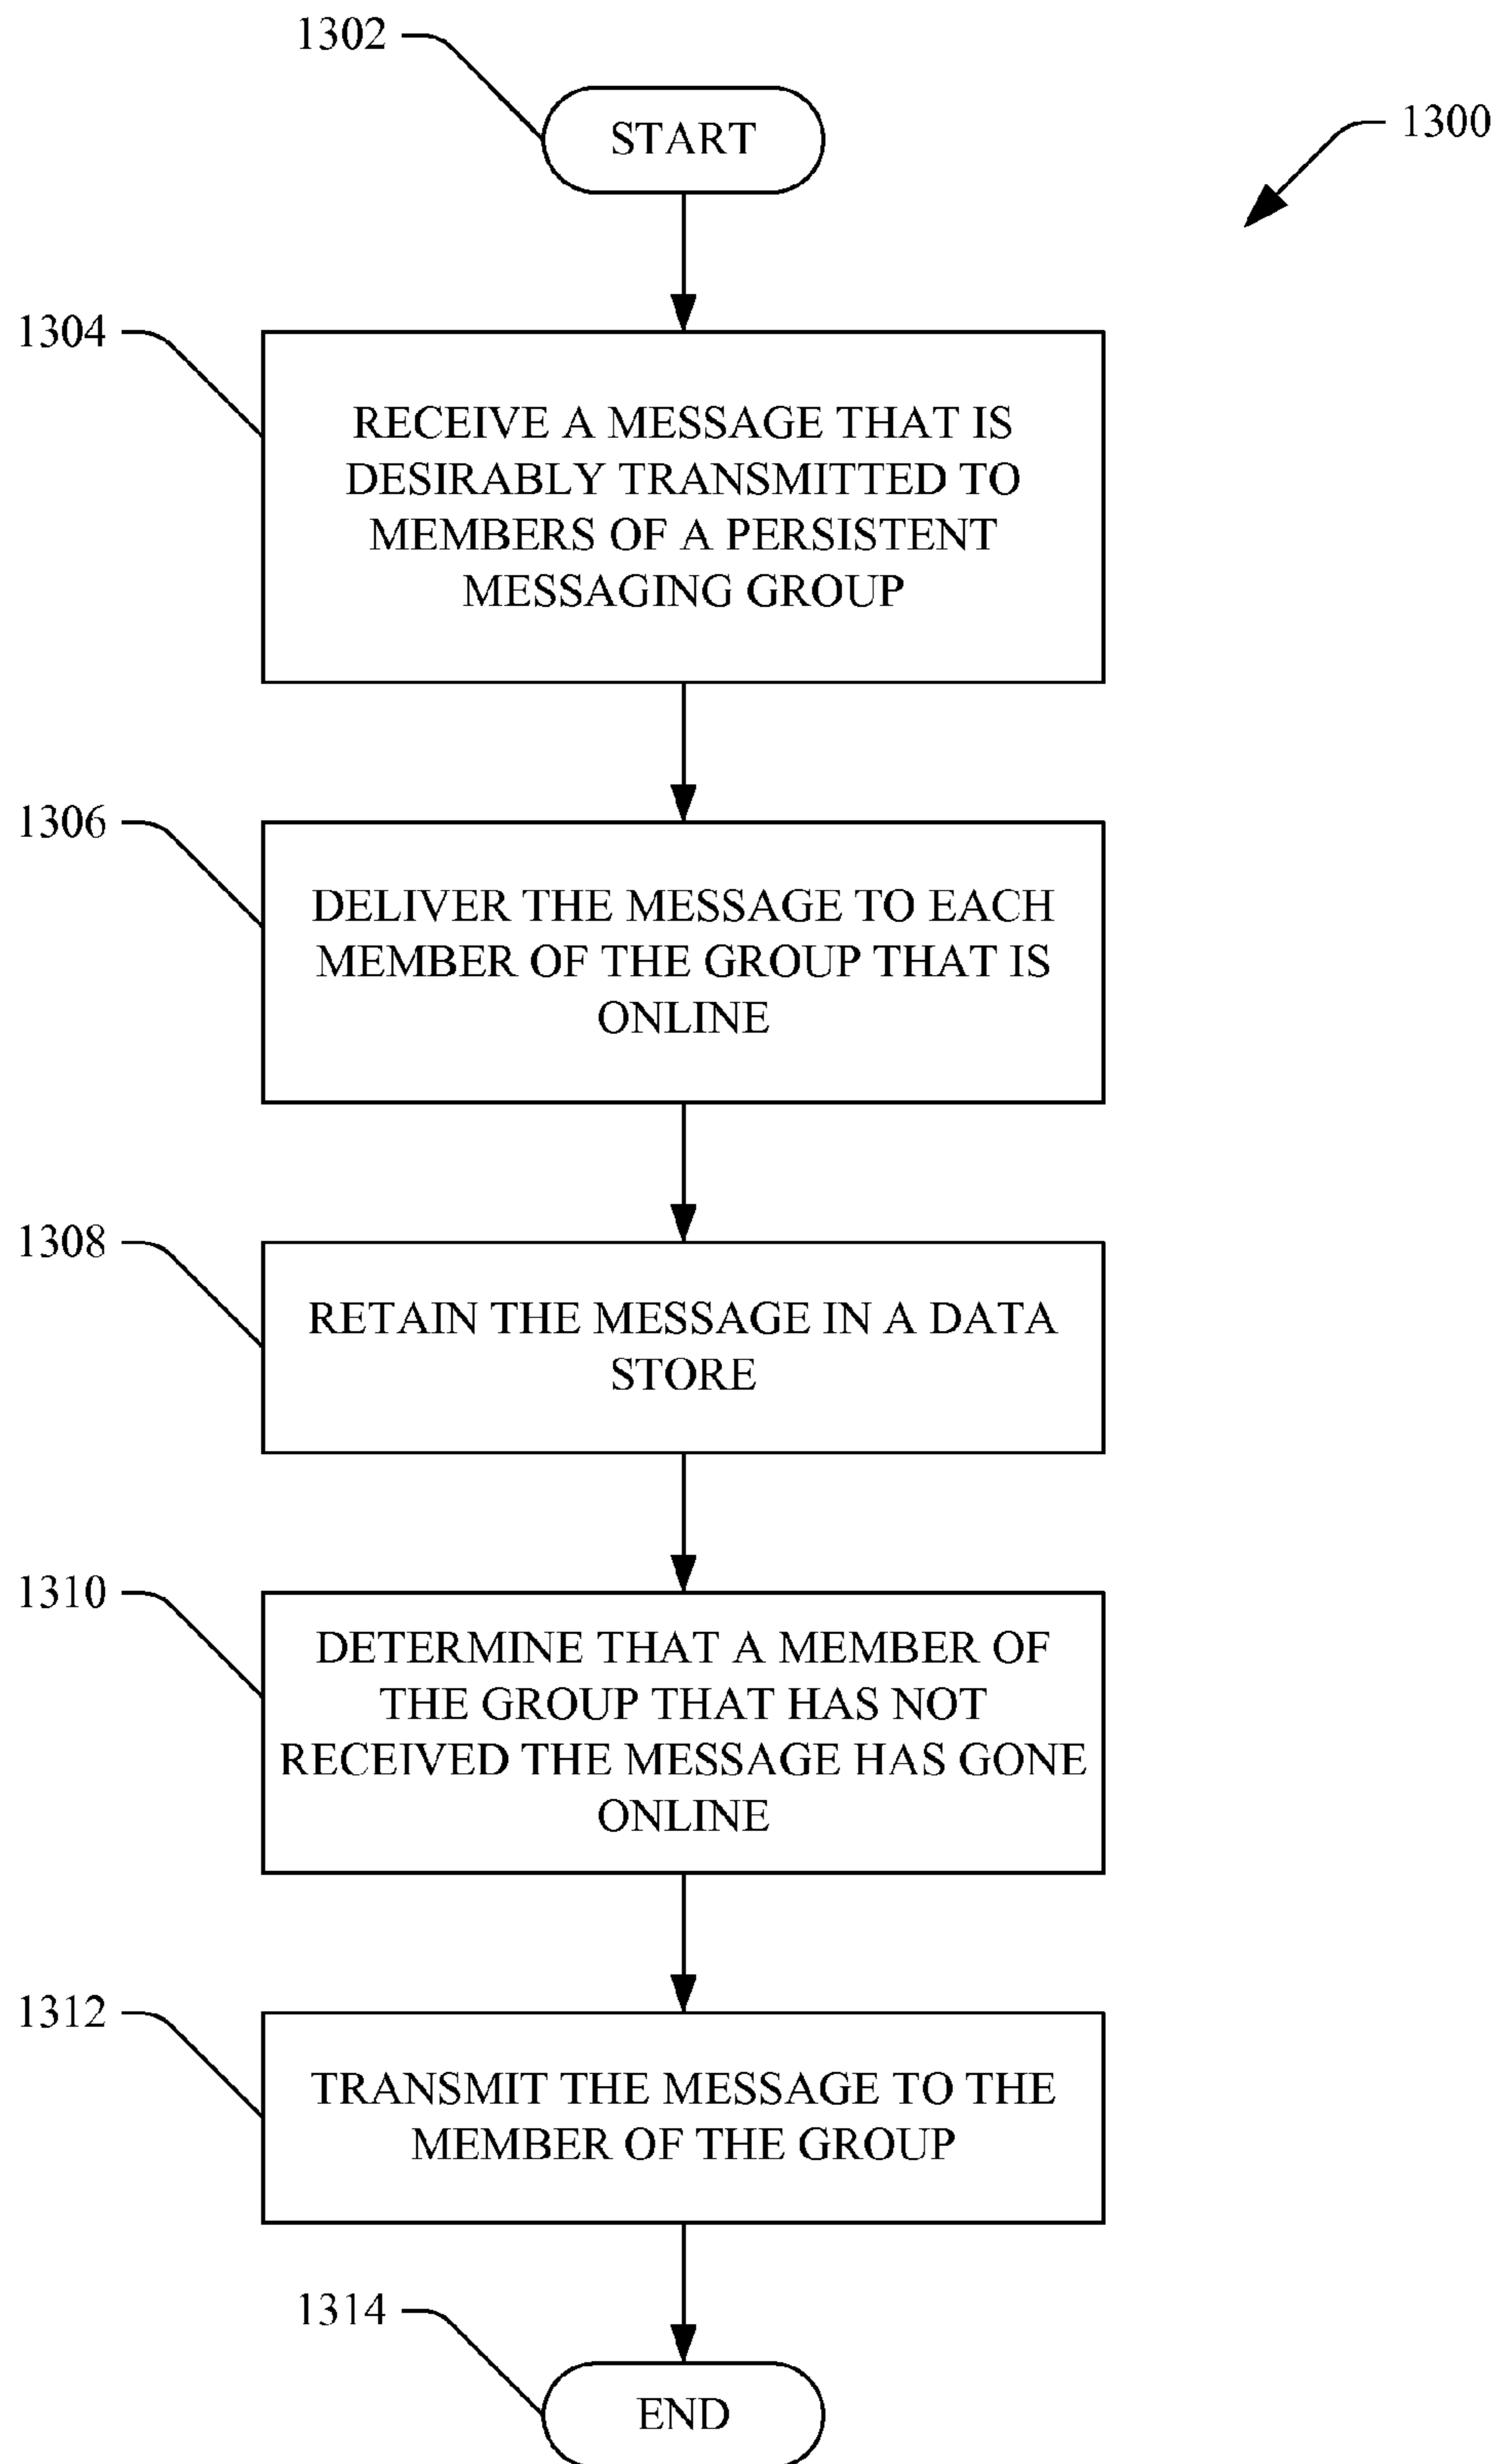 1302
START
1300
1304
RECEIVE A MESSAGE THAT IS
DESIRABLY TRANSMITTED TO
MEMBERS OF A PERSISTENT
MESSAGING GROUP
1306
DELIVER THE MESSAGE TO EACH
MEMBER OF THE GROUP THAT IS
ONLINE
1308
RETAIN THE MESSAGE IN A DATA
STORE
1310
DETERMINE THAT A MEMBER OF
THE GROUP THAT HAS NOT
RECEIVED THE MESSAGE HAS GONE
ONLINE
1312
TRANSMIT THE MESSAGE TO THE
MEMBER OF THE GROUP
1314
END